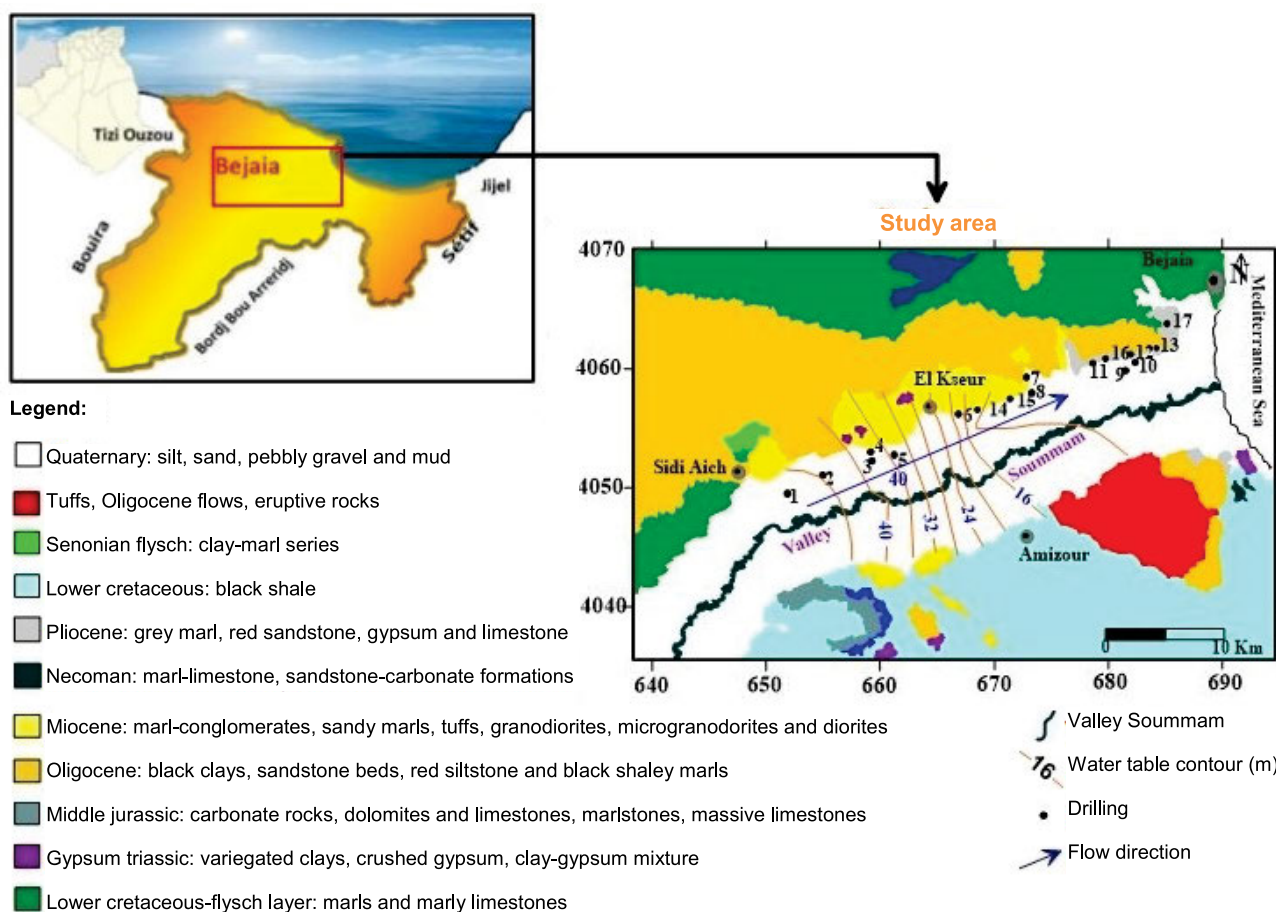 Tizi Ouzou
Bejaia
Jijel
Bouira
Sétif
Bordj Bou Arreridj
Study area
4070
4060
4050
4040
640
650
660
670
680
690
Bejaia
N
Mediterranean Sea
17
13
12
16
10
9
11
7
8
15
14
6
El Kseur
5
4
3
2
1
Sidi Aich
40
40
32
24
16
Valley
Soummam
Amizour
0
10 Km
Legend:
Quaternary: silt, sand, pebbly gravel and mud
Tuffs, Oligocene flows, eruptive rocks
Senonian flysch: clay-marl series
Lower cretaceous: black shale
Pliocene: grey marl, red sandstone, gypsum and limestone
Necoman: marl-limestone, sandstone-carbonate formations
Miocene: marl-conglomerates, sandy marls, tuffs, granodiorites, microgranodorites and diorites
Oligocene: black clays, sandstone beds, red siltstone and black shaley marls
Middle jurassic: carbonate rocks, dolomites and limestones, marlstones, massive limestones
Gypsum triassic: variegated clays, crushed gypsum, clay-gypsum mixture
Lower cretaceous-flysch layer: marls and marly limestones
Valley Soummam
16 Water table contour (m)
Drilling
Flow direction